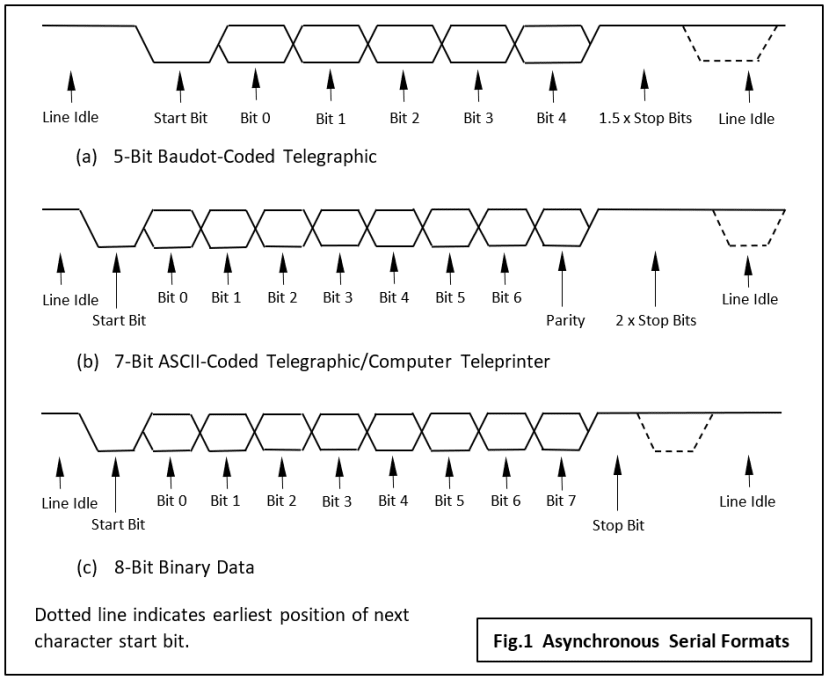 Line Idle Start Bit Bit 0 Bit 1 Bit 2 Bit 3 Bit 4 1.5 x Stop Bits Line Idle
(a) 5-Bit Baudot-Coded Telegraphic
Line Idle Bit 0 Bit 1 Bit 2 Bit 3 Bit 4 Bit 5 Bit 6 Line Idle
Start Bit Parity 2 x Stop Bits
(b) 7-Bit ASCII-Coded Telegraphic/Computer Teleprinter
Line Idle Bit 0 Bit 1 Bit 2 Bit 3 Bit 4 Bit 5 Bit 6 Bit 7 Line Idle
Start Bit Stop Bit
(c) 8-Bit Binary Data
Dotted line indicates earliest position of next
character start bit.
Fig.1 Asynchronous Serial Formats